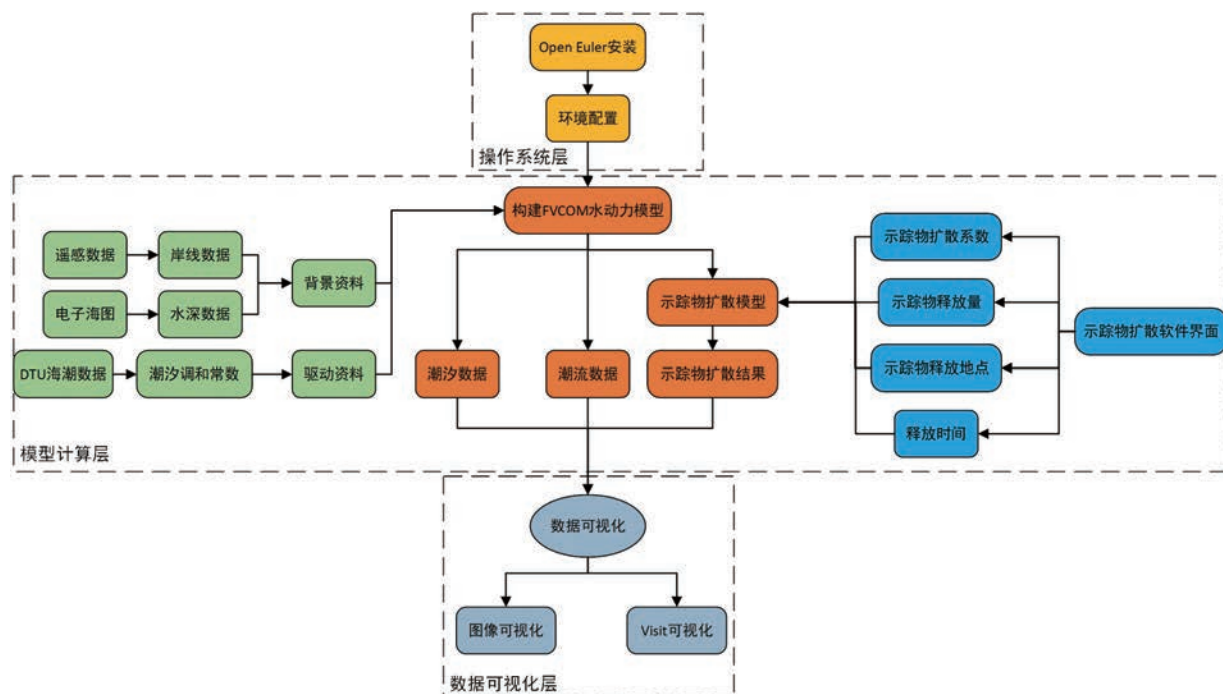 Open Euler安装
环境配置
操作系统层
构建FVCOM水动力模型
遥感数据
岸线数据
背景资料
电子海图
水深数据
DTU海潮数据
潮汐调和常数
驱动资料
示踪物扩散模型
潮汐数据
潮流数据
示踪物扩散结果
示踪物扩散系数
示踪物释放量
示踪物扩散软件界面
示踪物释放地点
释放时间
模型计算层
数据可视化
图像可视化
Visit可视化
数据可视化层